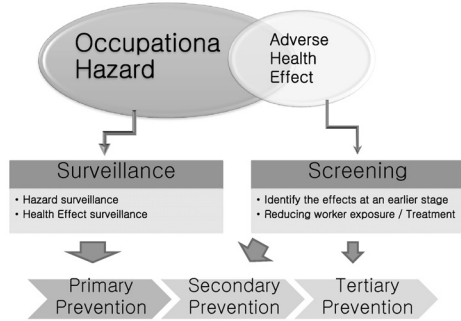 Occupationa
Hazard
Adverse
Health
Effect
Surveillance
• Hazard surveillance
• Health Effect surveillance
Screening
• Identify the effects at an earlier stage
• Reducing worker exposure / Treatment
Primary
Prevention
Secondary
Prevention
Tertiary
Prevention